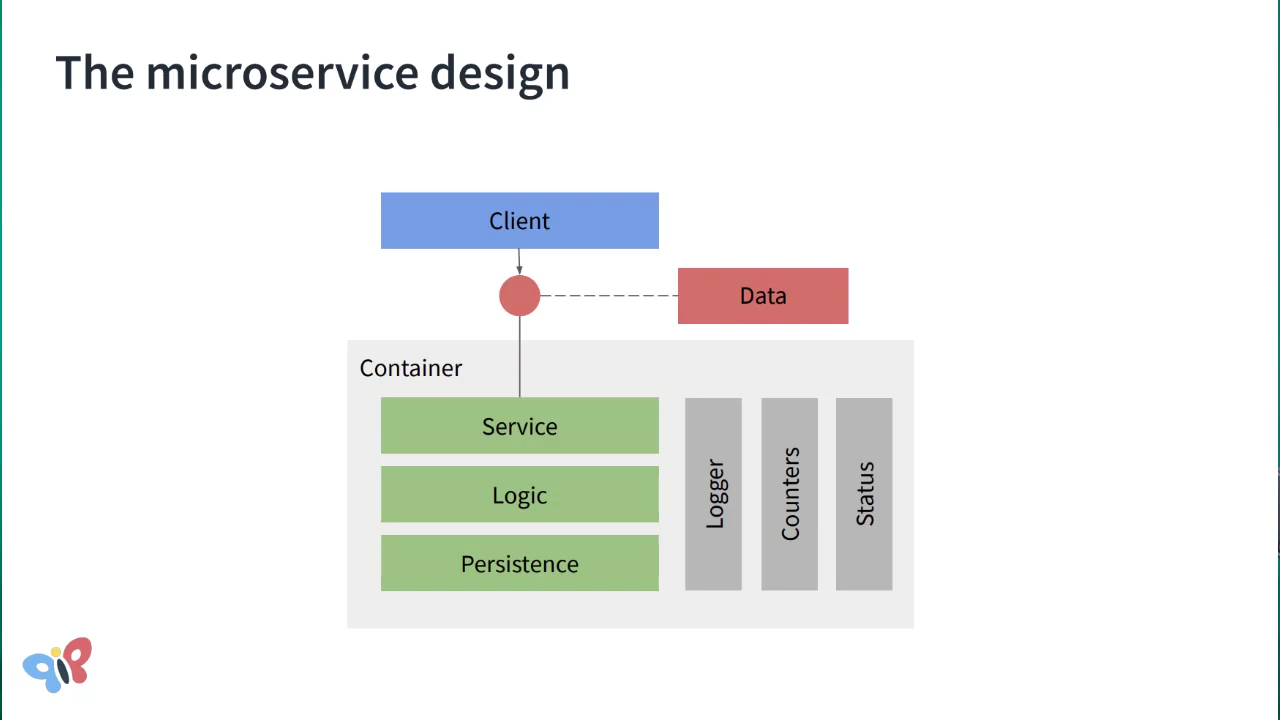 The microservice design
Client
Data
Container
Service
Logic
Persistence
Logger
Counters
Status